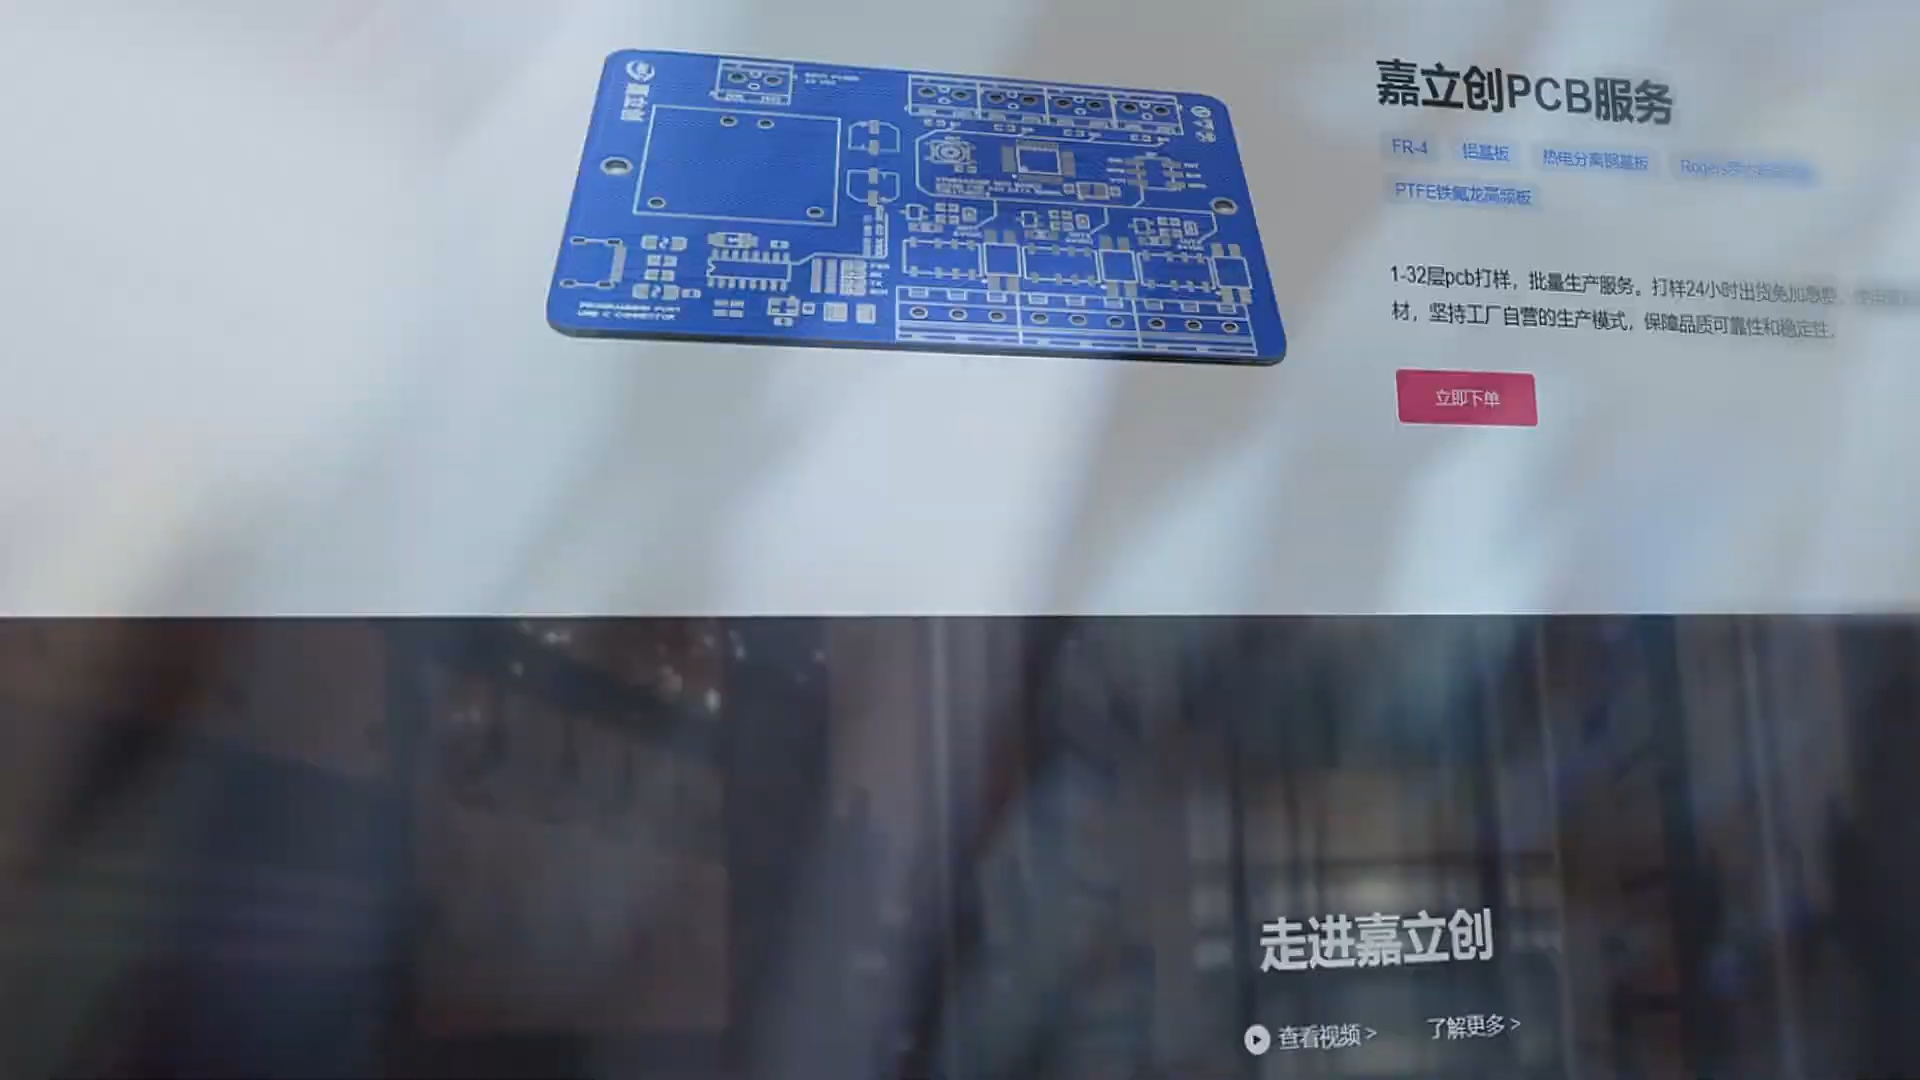 嘉立创
嘉立创PCB服务
FR-4 铝基板 热电分离铜基板
PTFE铁氟龙高频板
1-32层pcb打样，批量生产服务。打样24小时出货免加急费，
材，坚持工厂自营的生产模式，保障品质可靠性和稳定性。
立即下单
走进嘉立创
查看视频 >
了解更多 >